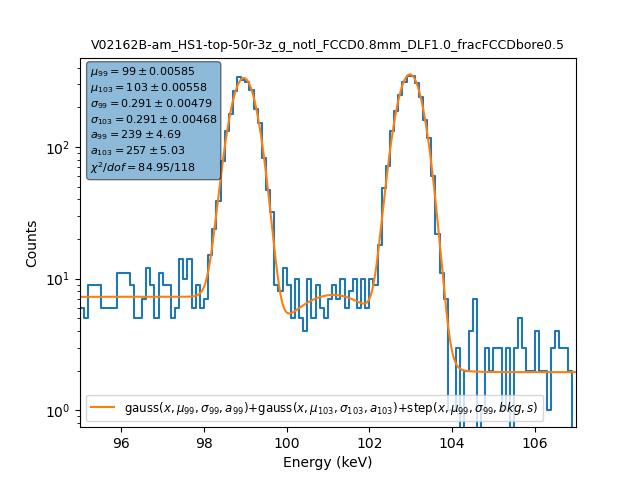 V02162B-am_HS1-top-50r-3z_g_notl_FCCD0.8mm_DLF1.0_fracFCCDbore0.5
μ₉₉ = 99 ± 0.00585
μ₁₀₃ = 103 ± 0.00558
σ₉₉ = 0.291 ± 0.00479
σ₁₀₃ = 0.291 ± 0.00468
a₉₉ = 239 ± 4.69
a₁₀₃ = 257 ± 5.03
χ²/dof = 84.95/118
10²
10¹
10⁰
Counts
gauss(x, μ₉₉, σ₉₉, a₉₉)+gauss(x, μ₁₀₃, σ₁₀₃, a₁₀₃)+step(x, μ₉₉, σ₉₉, bkg, s)
96 98 100 102 104 106
Energy (keV)